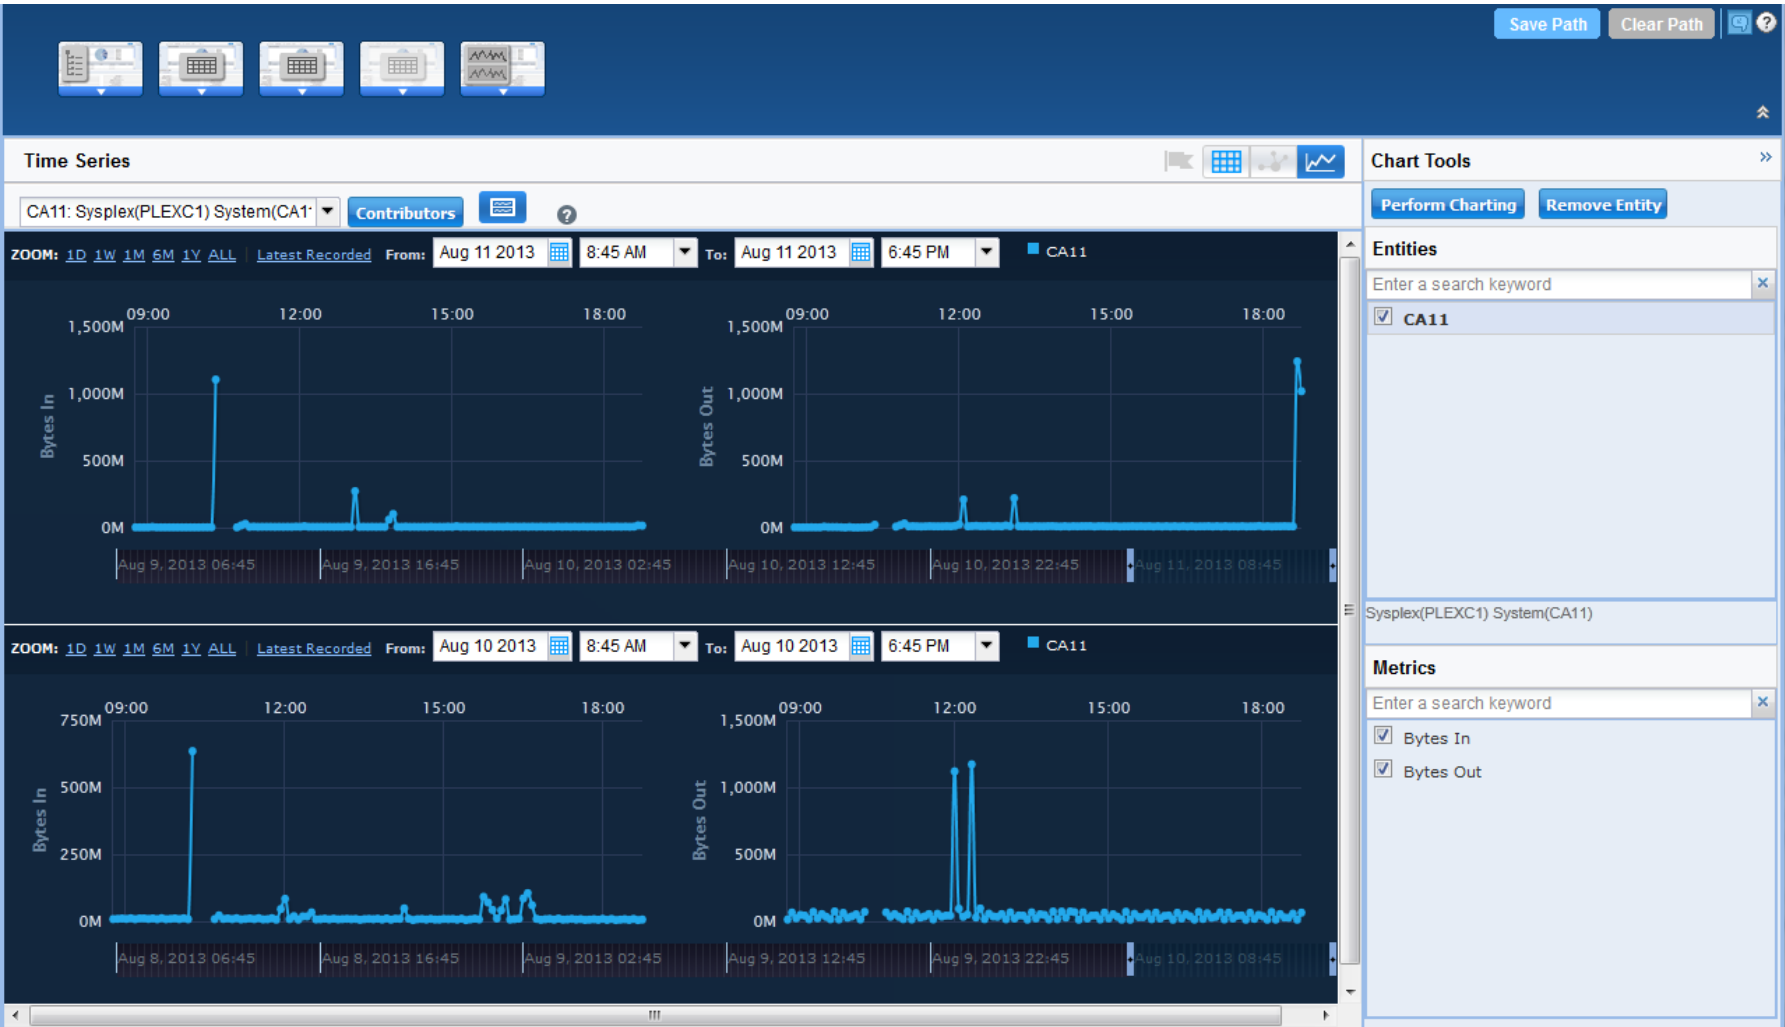 Save Path Clear Path
Time Series
CA11: Sysplex(PLEXC1) System(CA1 Contributors
ZOOM: 1D 1W 1M 6M 1Y ALL Latest Recorded From: Aug 11 2013 8:45 AM To: Aug 11 2013 6:45 PM CA11
09:00 12:00 15:00 18:00
1,500M
1,000M
500M
0M
Bytes In
09:00 12:00 15:00 18:00
1,500M
1,000M
500M
0M
Bytes Out
Aug 9, 2013 06:45 Aug 9, 2013 16:45 Aug 10, 2013 02:45 Aug 10, 2013 12:45 Aug 10, 2013 22:45 Aug 11, 2013 08:45
ZOOM: 1D 1W 1M 6M 1Y ALL Latest Recorded From: Aug 10 2013 8:45 AM To: Aug 10 2013 6:45 PM CA11
09:00 12:00 15:00 18:00
750M
500M
250M
0M
Bytes In
09:00 12:00 15:00 18:00
1,500M
1,000M
500M
0M
Bytes Out
Aug 8, 2013 06:45 Aug 8, 2013 16:45 Aug 9, 2013 02:45 Aug 9, 2013 12:45 Aug 9, 2013 22:45 Aug 10, 2013 08:45
Chart Tools
Perform Charting Remove Entity
Entities
Enter a search keyword
CA11
Sysplex(PLEXC1) System(CA11)
Metrics
Enter a search keyword
Bytes In
Bytes Out